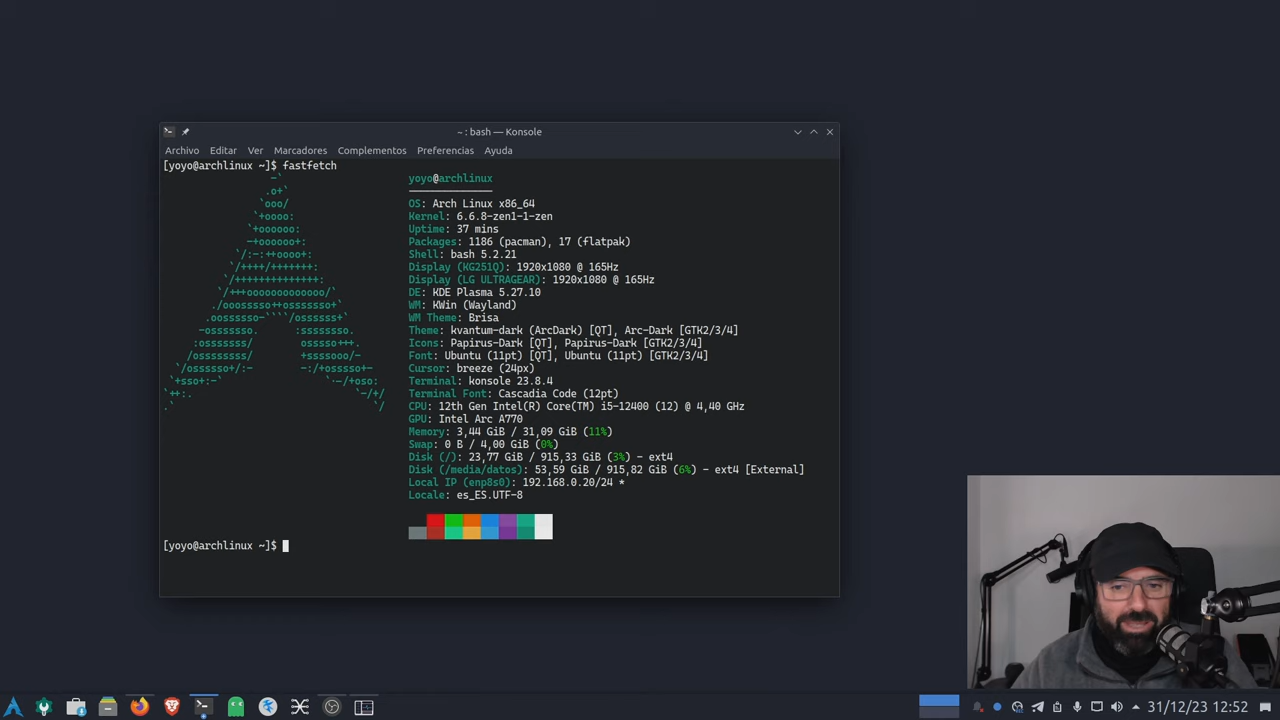 ~ : bash — Konsole
Archivo Editar Ver Marcadores Complementos Preferencias Ayuda
[yoyo@archlinux ~]$ fastfetch
yoyo@archlinux
OS: Arch Linux x86_64
Kernel: 6.6.8-zen1-1-zen
Uptime: 37 mins
Packages: 1186 (pacman), 17 (flatpak)
Shell: bash 5.2.21
Display (KG251Q): 1920x1080 @ 165Hz
Display (LG ULTRAGEAR): 1920x1080 @ 165Hz
DE: KDE Plasma 5.27.10
WM: KWin (Wayland)
WM Theme: Brisa
Theme: kvantum-dark (ArcDark) [QT], Arc-Dark [GTK2/3/4]
Icons: Papirus-Dark [QT], Papirus-Dark [GTK2/3/4]
Font: Ubuntu (11pt) [QT], Ubuntu (11pt) [GTK2/3/4]
Cursor: breeze (24px)
Terminal: konsole 23.8.4
Terminal Font: Cascadia Code (12pt)
CPU: 12th Gen Intel(R) Core(TM) i5-12400 (12) @ 4,40 GHz
GPU: Intel Arc A770
Memory: 3,44 GiB / 31,09 GiB (11%)
Swap: 0 B / 4,00 GiB (0%)
Disk (/): 23,77 GiB / 915,33 GiB (3%) - ext4
Disk (/media/datos): 53,59 GiB / 915,82 GiB (6%) - ext4 [External]
Local IP (enp8s0): 192.168.0.20/24 *
Locale: es_ES.UTF-8
[yoyo@archlinux ~]$
31/12/23 12:52